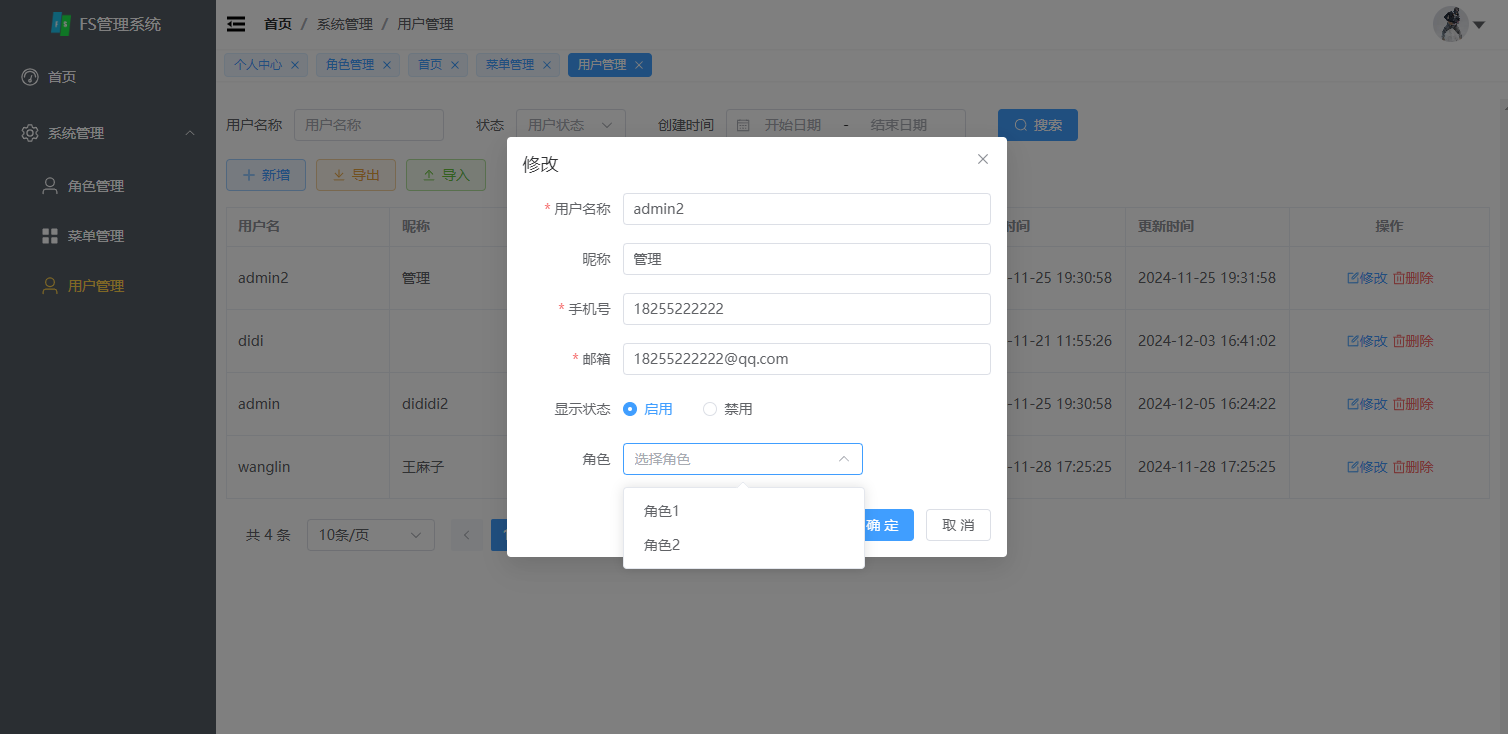 FS管理系统
首页
系统管理
角色管理
菜单管理
用户管理
首页 / 系统管理 / 用户管理
个人中心 角色管理 首页 菜单管理 用户管理
用户名称 用户名称 状态 用户状态 创建时间 开始日期 - 结束日期 搜索
新增 导出 导入
用户名 昵称 时间 更新时间 操作
admin2 管理 -11-25 19:30:58 2024-11-25 19:31:58 修改 删除
didi -11-21 11:55:26 2024-12-03 16:41:02 修改 删除
admin dididi2 -11-25 19:30:58 2024-12-05 16:24:22 修改 删除
wanglin 王麻子 -11-28 17:25:25 2024-11-28 17:25:25 修改 删除
共 4 条 10条/页
修改
* 用户名称 admin2
昵称 管理
* 手机号 18255222222
* 邮箱 18255222222@qq.com
显示状态 启用 禁用
角色 选择角色
角色1
角色2
确 定 取 消